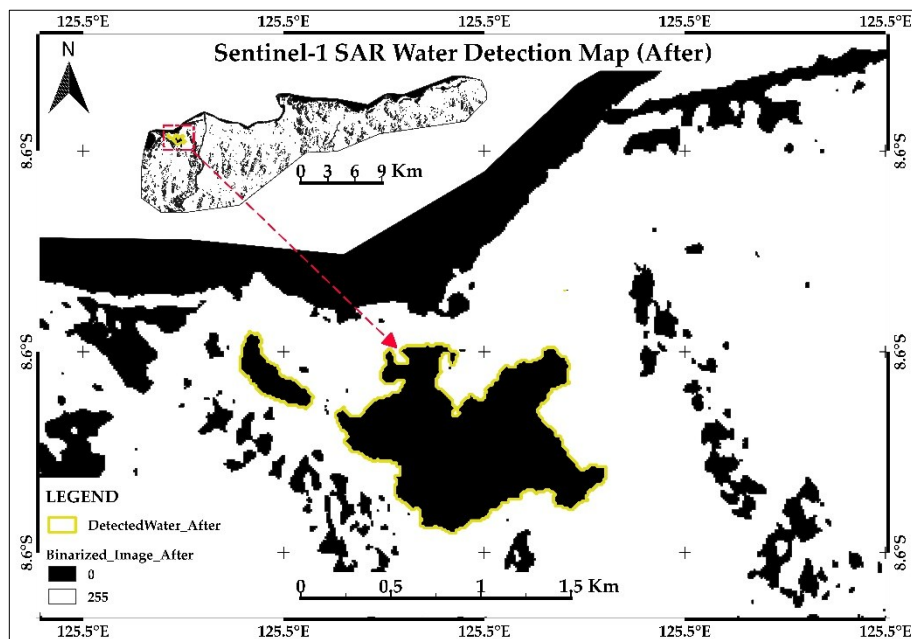 125.5°E 125.5°E 125.5°E 125.5°E 125.5°E
Sentinel-1 SAR Water Detection Map (After)
N
8.6°S 8.6°S
0 3 6 9 Km
8.6°S 8.6°S
LEGEND
DetectedWater_After
Binarized_Image_After
0
255
8.6°S 8.6°S
0 0,5 1 1,5 Km
125.5°E 125.5°E 125.5°E 125.5°E 125.5°E